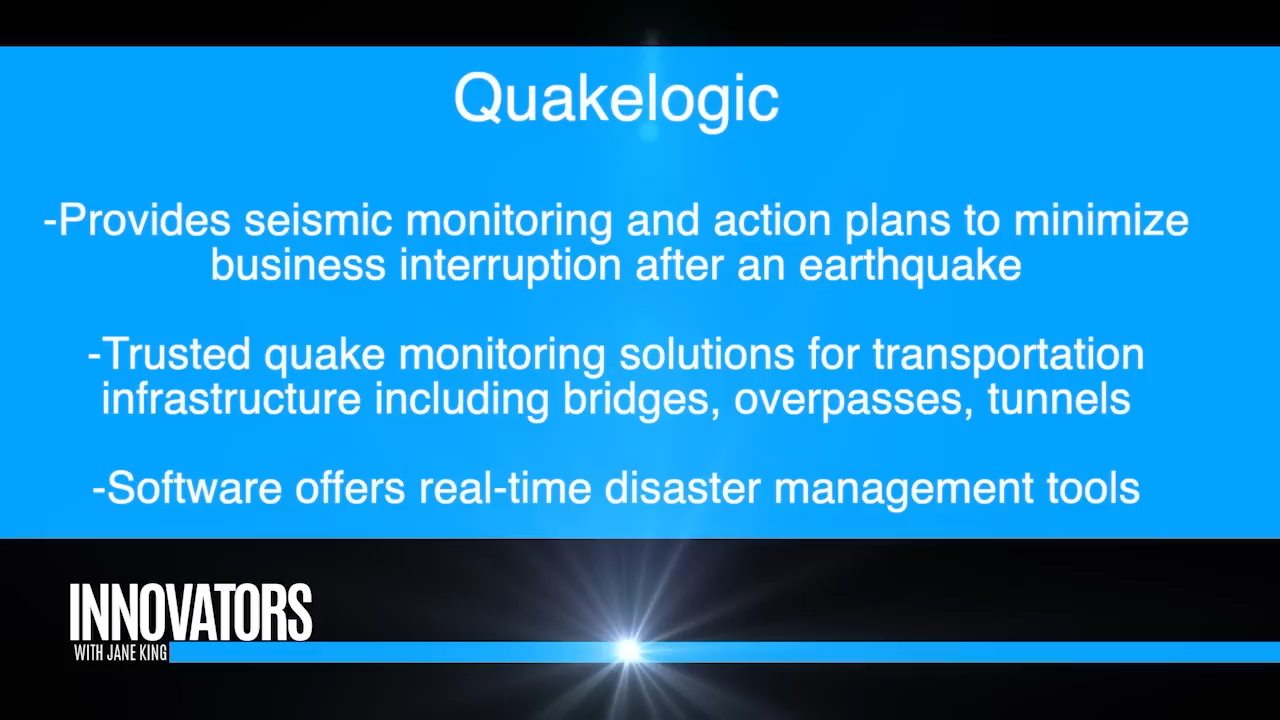 Quakelogic
-Provides seismic monitoring and action plans to minimize
business interruption after an earthquake
-Trusted quake monitoring solutions for transportation
infrastructure including bridges, overpasses, tunnels
-Software offers real-time disaster management tools
INNOVATORS
WITH JANE KING